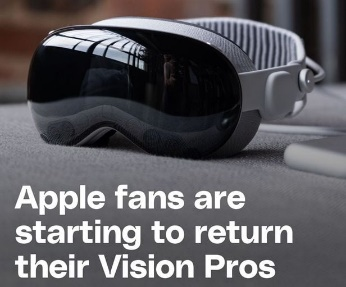 Apple fans are
starting to return
their Vision Pros